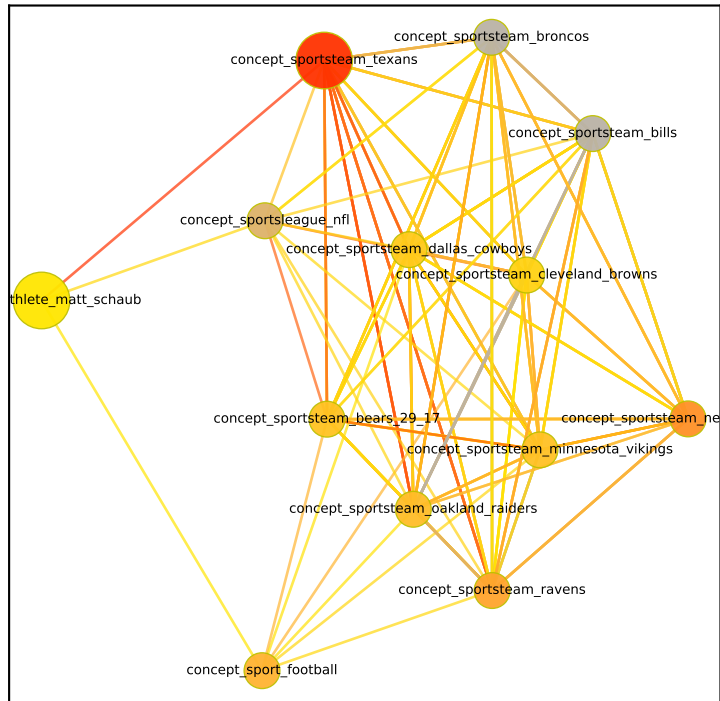 concept_sportsteam_broncos
concept_sportsteam_texans
concept_sportsteam_bills
concept_sportsleague_nfl
concept_sportsteam_dallas_cowboys
concept_sportsteam_cleveland_browns
thlete_matt_schaub
concept_sportsteam_bears_29_17
concept_sportsteam_ne
concept_sportsteam_minnesota_vikings
concept_sportsteam_oakland_raiders
concept_sportsteam_ravens
concept_sport_football